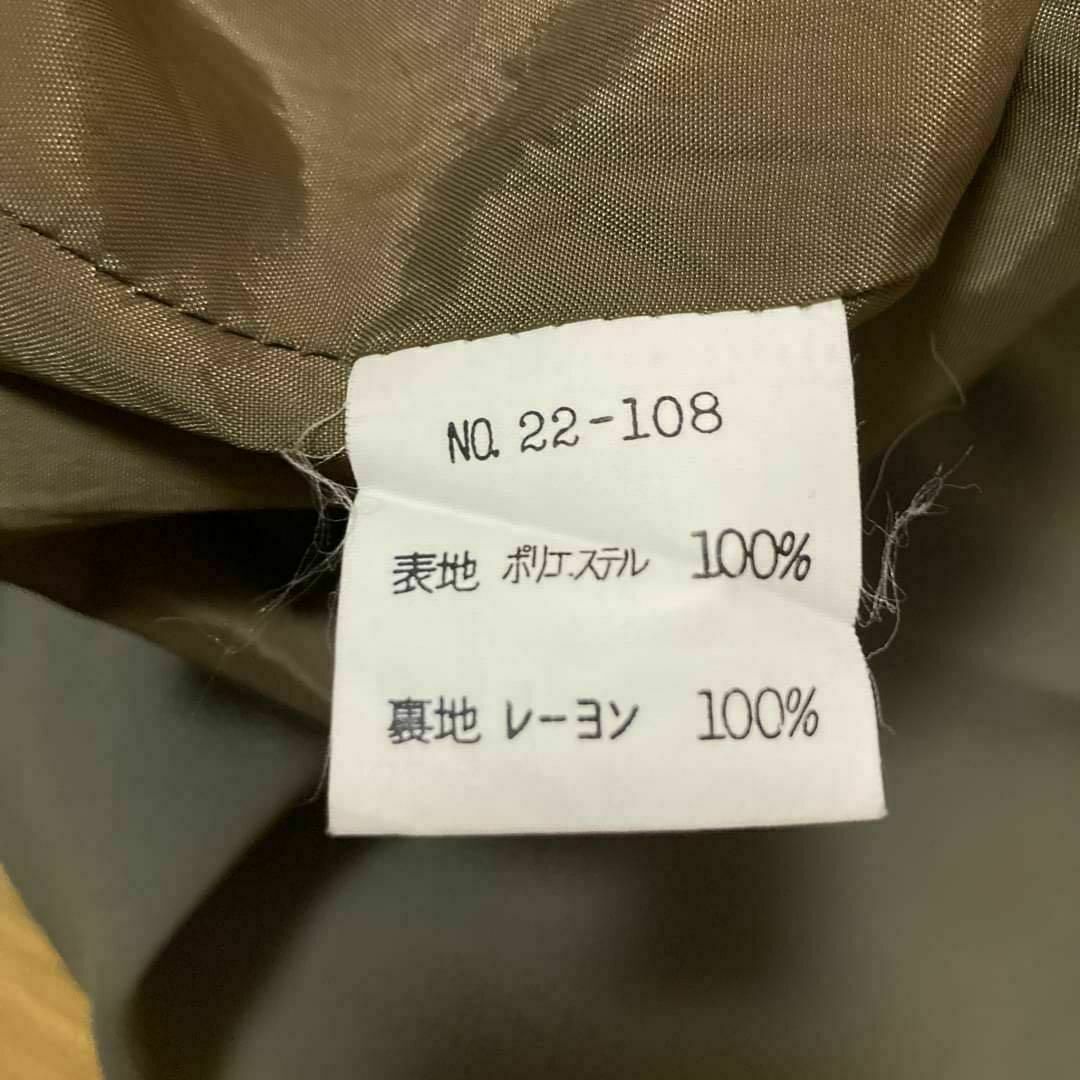 NO. 22-108
表地 ポリエステル 100%
裏地 レーヨン 100%